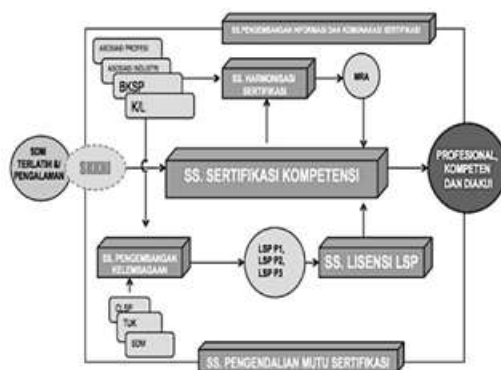 SS.PENGEMBANGAN INFORMASI DAN KOMUNIKASI SERTIFIKASI
ASOSIASI PROFESI
ASOSIASI INDUSTRI
BKSP
K/L
SS. HARMONISASI
SERTIFIKASI
MRA
SDM
TERLATIH &/
PENGALAMAN
SKKNI
SS. SERTIFIKASI KOMPETENSI
PROFESIONAL,
KOMPETEN
DAN DIAKUI
SS. PENGEMBANGAN
KELEMBAGAAN
LSP P1,
LSP P2,
LSP P3
SS. LISENSI LSP
CLSP
TUK
SDM
SS. PENGENDALIAN MUTU SERTIFIKASI